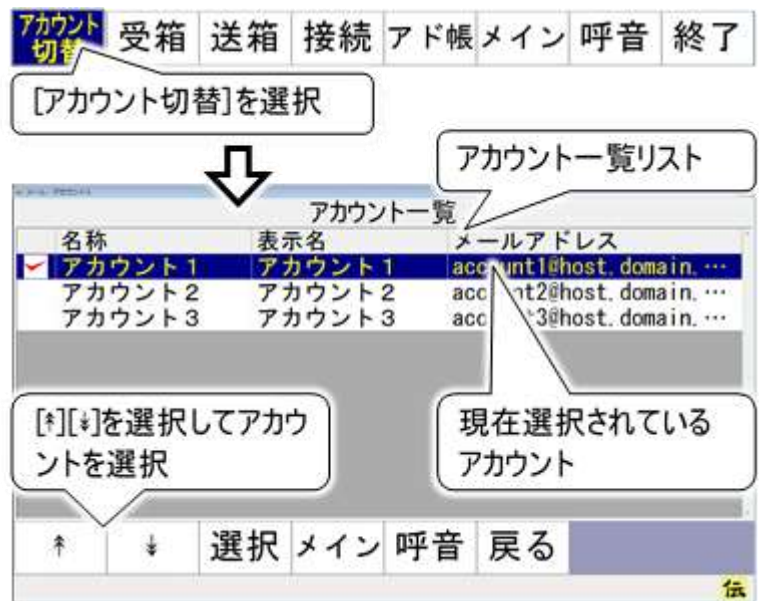 アカウント切替 受箱 送箱 接続 アド帳 メイン 呼音 終了
[アカウント切替]を選択
アカウント一覧リスト
アカウント一覧
名称 表示名 メールアドレス
アカウント1 アカウント1 account1@host.domain.…
アカウント2 アカウント2 acc nt2@host.domain.…
アカウント3 アカウント3 acc t3@host.domain.…
[↟][↡]を選択してアカウ
ントを選択
現在選択されている
アカウント
↟ ↡ 選択 メイン 呼音 戻る
伝